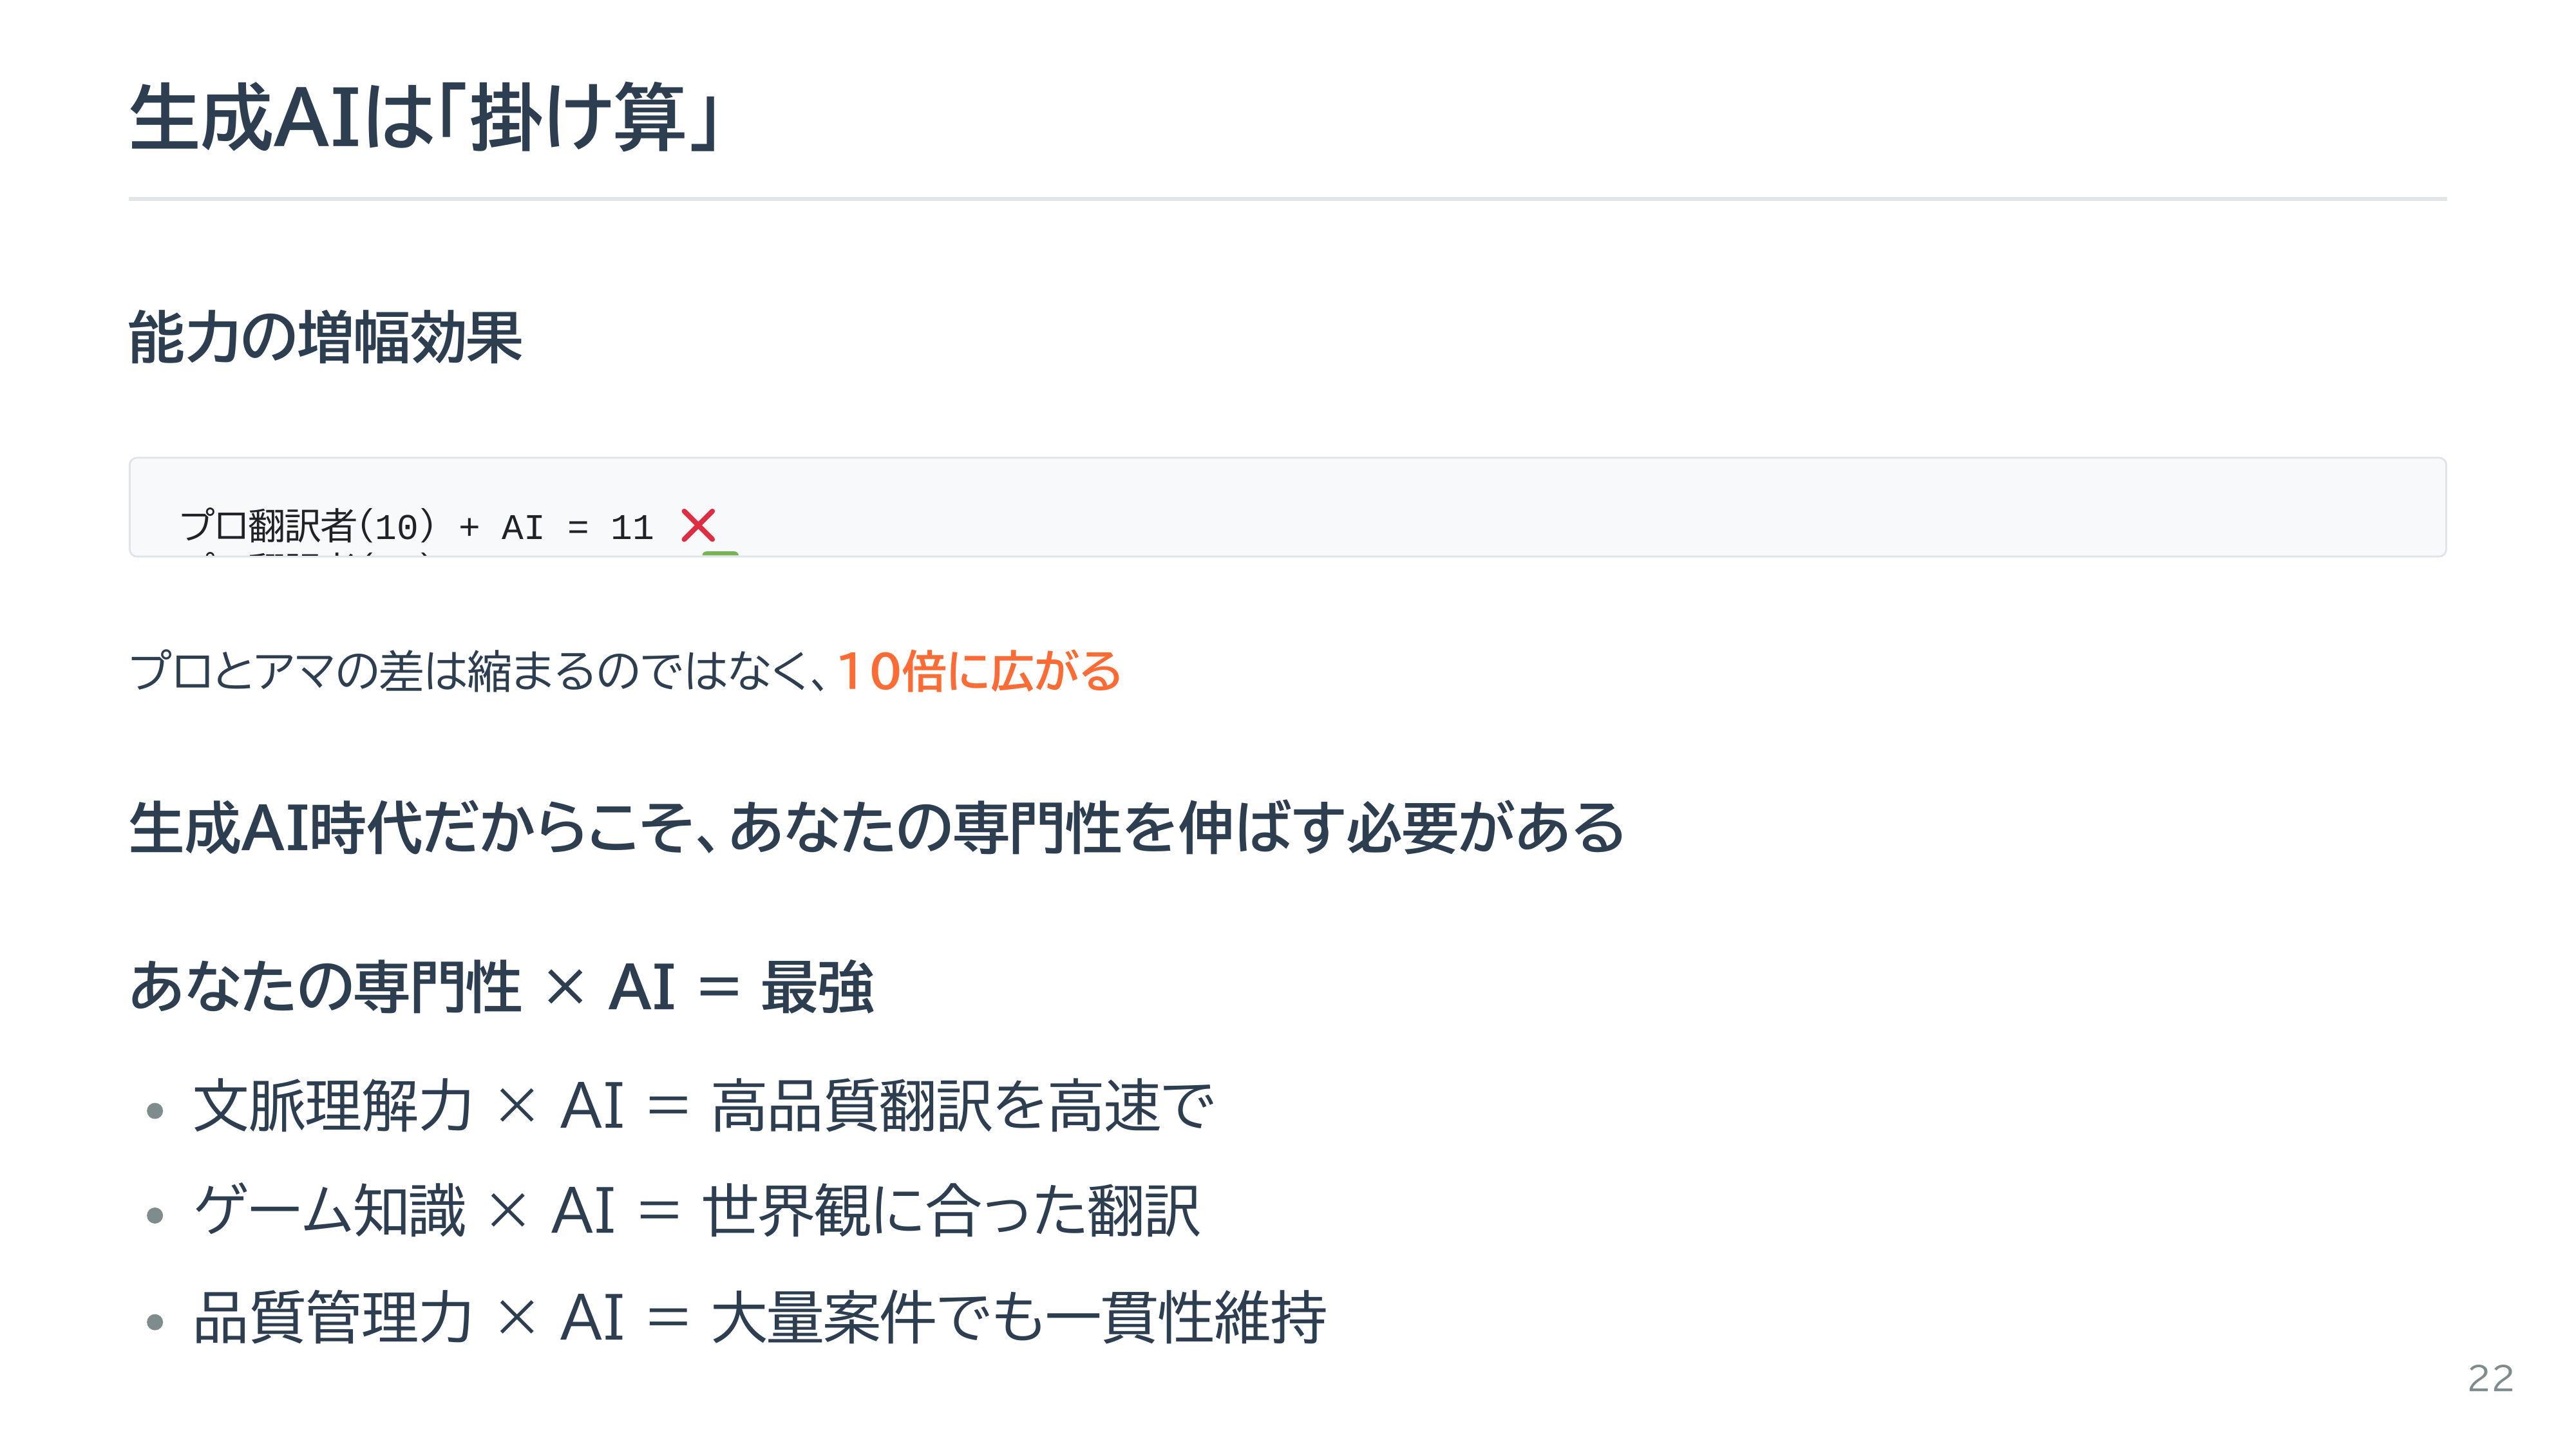 生成AIは「掛け算」
能力の増幅効果
プロ翻訳者(10) + AI = 11 ❌
プロとアマの差は縮まるのではなく、10倍に広がる
生成AI時代だからこそ、あなたの専門性を伸ばす必要がある
あなたの専門性 × AI = 最強
• 文脈理解力 × AI = 高品質翻訳を高速で
• ゲーム知識 × AI = 世界観に合った翻訳
• 品質管理力 × AI = 大量案件でも一貫性維持
22